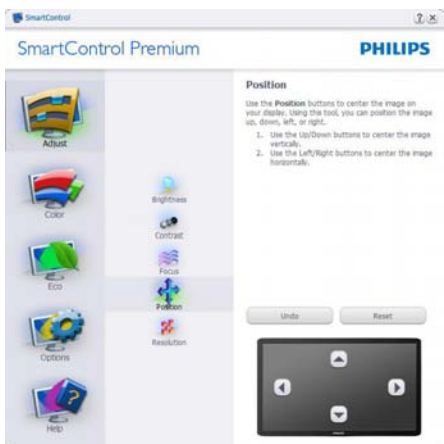 SmartControl
SmartControl Premium
PHILIPS
Adjust
Color
Eco
Options
Help
Brightness
Contrast
Focus
Position
Resolution
Position
Use the Position buttons to center the image on
your display. Using the tool, you can position the image
up, down, left, or right.
1. Use the Up/Down buttons to center the image
vertically.
2. Use the Left/Right buttons to center the image
horizontally.
Undo
Reset